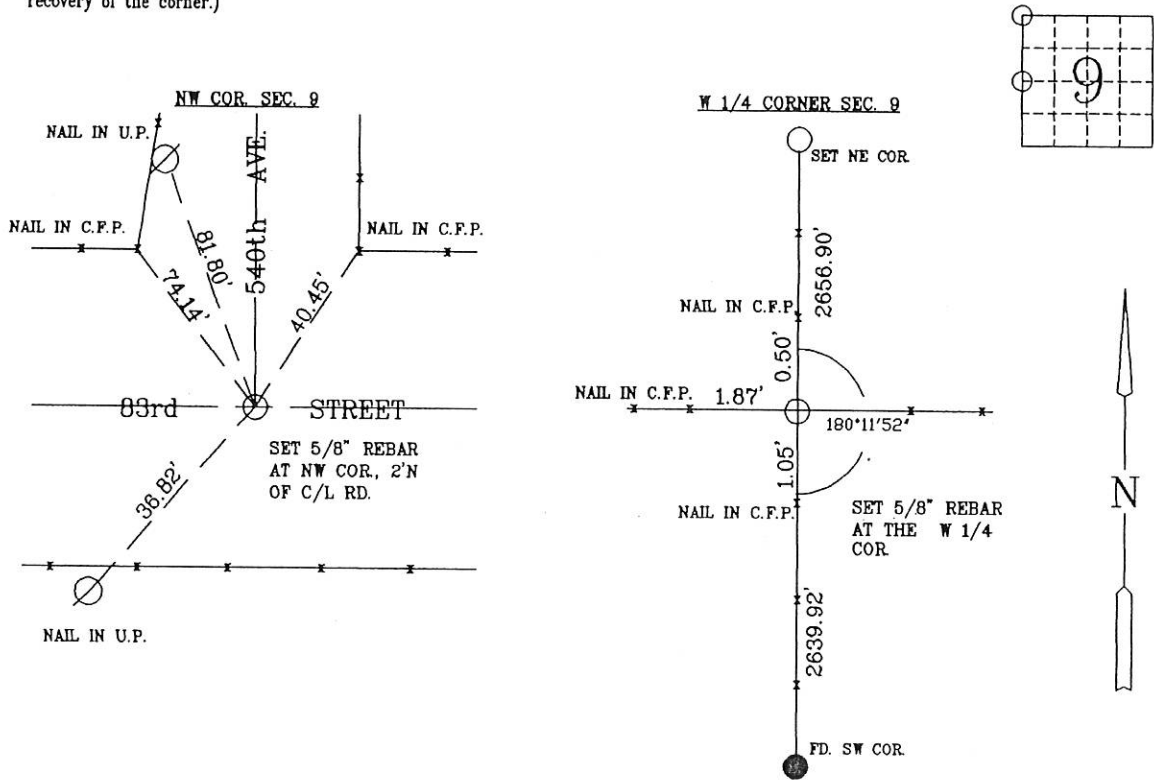 recovery of the corner.)
9
NW COR. SEC. 9
NAIL IN U.P.
540th AVE.
NAIL IN C.F.P.
NAIL IN C.F.P.
81.80'
74.14'
40.45'
83rd STREET
SET 5/8" REBAR
AT NW COR., 2'N
OF C/L RD.
36.82'
NAIL IN U.P.
W 1/4 CORNER SEC. 9
SET NE COR.
2656.90'
NAIL IN C.F.P.
0.50'
NAIL IN C.F.P.
1.87'
180°11'52"
1.05'
NAIL IN C.F.P.
SET 5/8" REBAR
AT THE W 1/4
COR.
2639.92'
FD. SW COR.
N